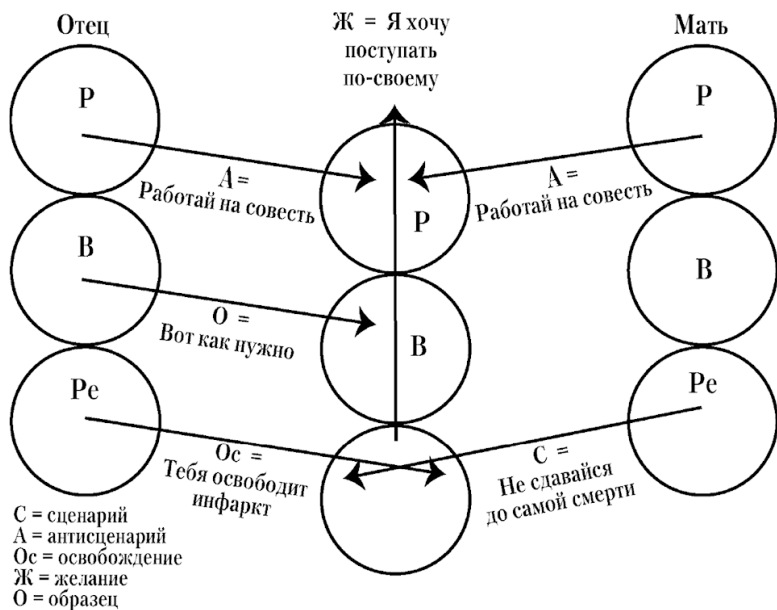 Отец
Ж = Я хочу
поступать
по-своему
Мать
Р
Р
А =
Работай на совесть
А =
Работай на совесть
Р
В
В
О =
Вот как нужно
В
Ре
Ре
Ос =
Тебя освободит
инфаркт
С =
Не сдавайся
до самой смерти
С = сценарий
А = антисценарий
Ос = освобождение
Ж = желание
О = образец